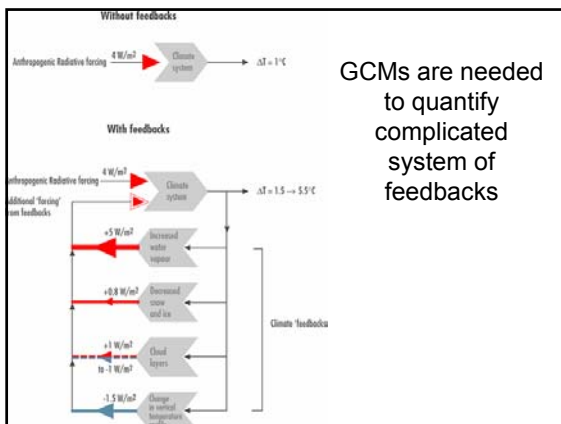 Without feedbacks
Anthropogenic Radiative forcing
4 W/m²
Climate
system
ΔT = 1°C
With feedbacks
Anthropogenic Radiative forcing
4 W/m²
Climate
system
ΔT = 1.5 → 5.5°C
Additional 'forcing'
from feedbacks
+5 W/m²
Increased
water
vapour
+0.8 W/m²
Decreased
snow
and ice
Climate 'feedbacks
+1 W/m²
to -1 W/m²
Cloud
layers
-1.5 W/m²
Change
in vertical
temperature
GCMs are needed
to quantify
complicated
system of
feedbacks